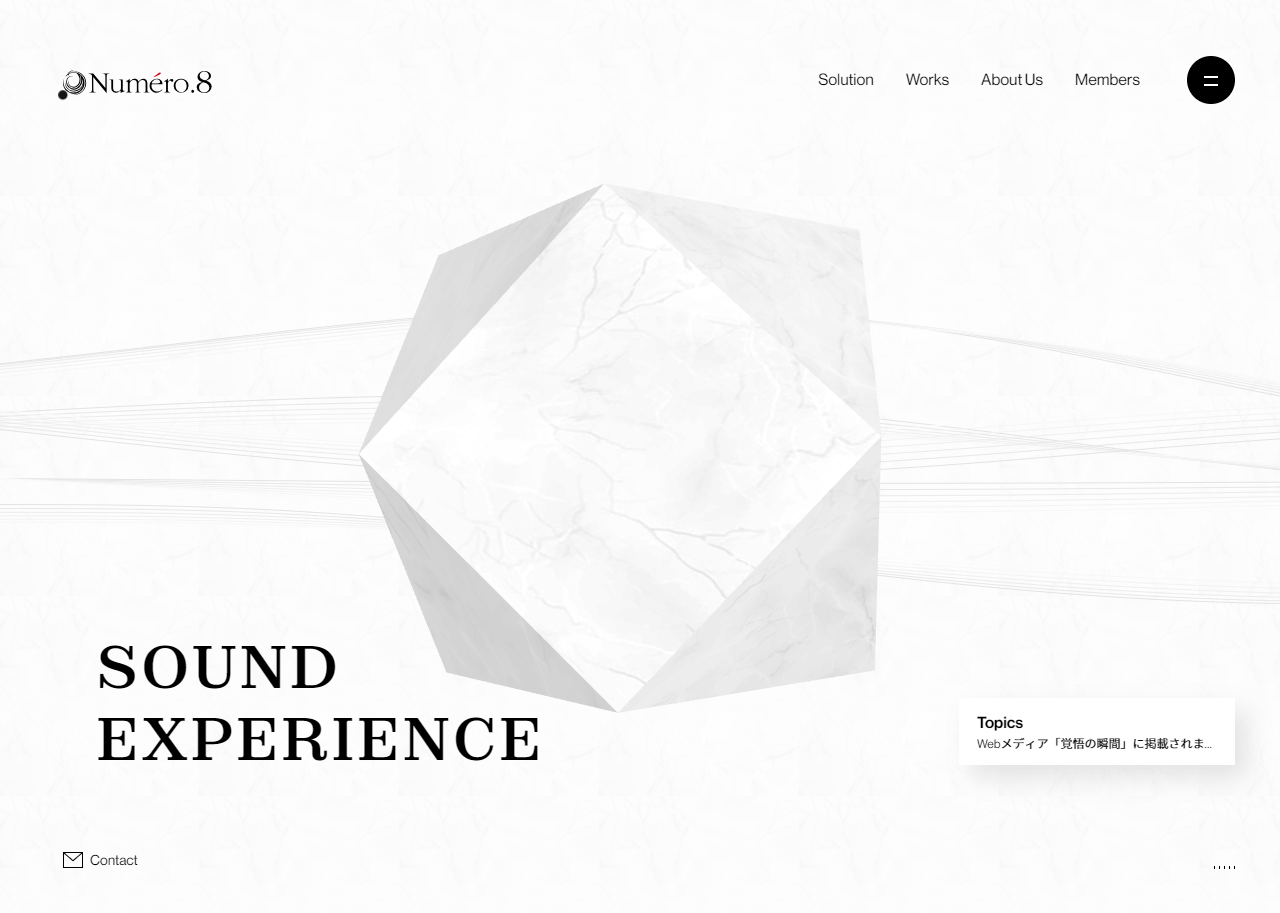 Numéro.8
Solution
Works
About Us
Members
SOUND
EXPERIENCE
Topics
Webメディア「覚悟の瞬間」に掲載されま...
Contact